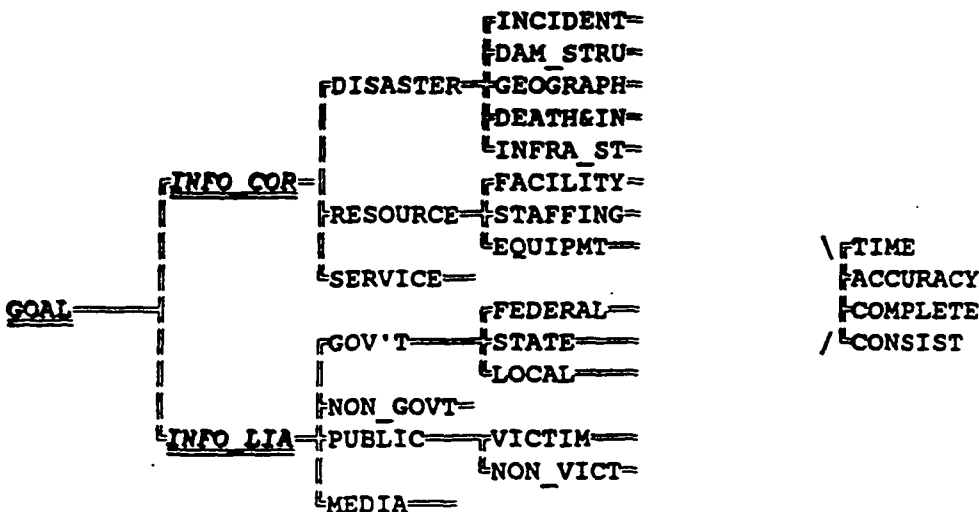 INCIDENT
DAM_STRU
DISASTER GEOGRAPH
DEATH&IN
INFRA_ST
INFO_COR FACILITY
RESOURCE STAFFING
EQUIPMT \ TIME
SERVICE ACCURACY
GOAL FEDERAL COMPLETE
GOV'T STATE / CONSIST
LOCAL
NON_GOVT
INFO_LIA PUBLIC VICTIM
NON_VICT
MEDIA